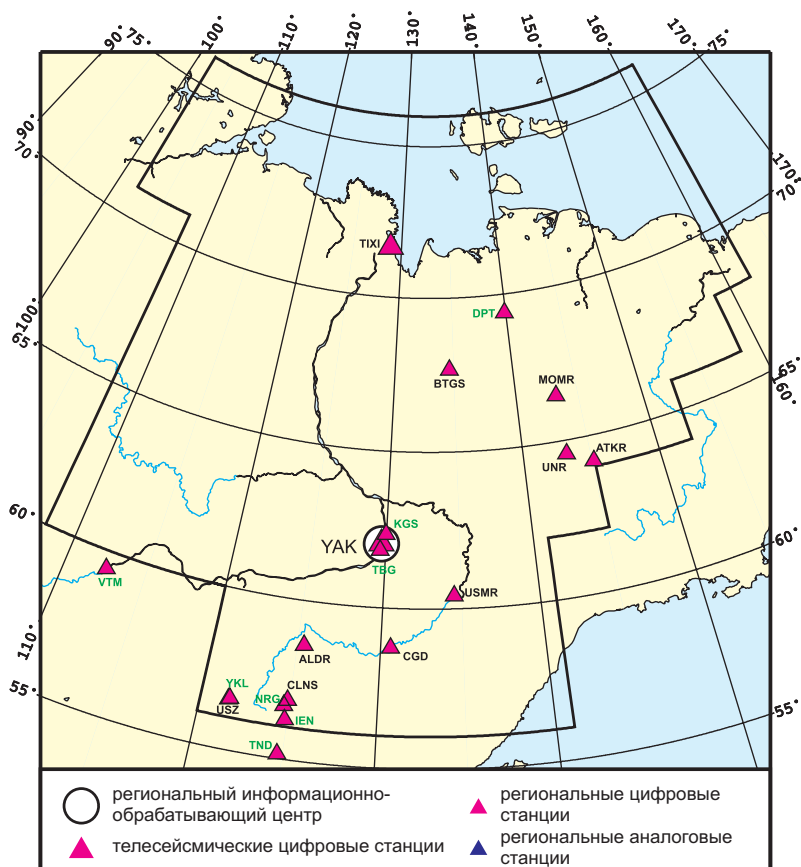 90° 75° 100° 110° 120° 130° 140° 150° 160° 170° 75°
90°
70°
170°
70°
TIXI
DPT
100°
65°
BTGS
MOMR
65°
160°
ATKR
UNR
60°
KGS
YAK
TBG
60°
VTM
USMR
110°
ALDR
CGD
YKL
CLNS
NRG
USZ
IEN
55°
55°
TND
региональный информационно-
обрабатывающий центр
телесейсмические цифровые станции
региональные цифровые
станции
региональные аналоговые
станции